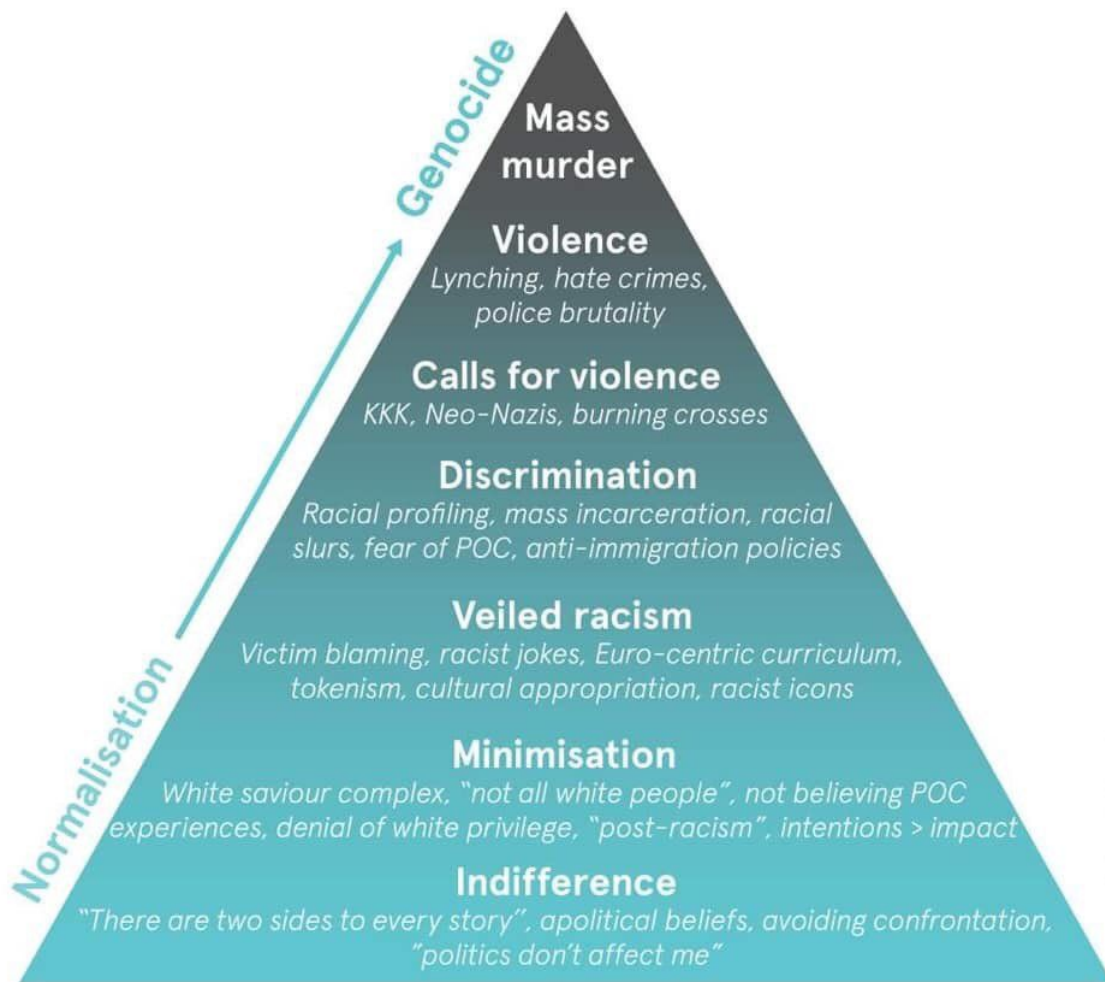 Genocide
Normalisation
Mass
murder
Violence
Lynching, hate crimes,
police brutality
Calls for violence
KKK, Neo-Nazis, burning crosses
Discrimination
Racial profiling, mass incarceration, racial
slurs, fear of POC, anti-immigration policies
Veiled racism
Victim blaming, racist jokes, Euro-centric curriculum,
tokenism, cultural appropriation, racist icons
Minimisation
White saviour complex, “not all white people”, not believing POC
experiences, denial of white privilege, “post-racism”, intentions > impact
Indifference
“There are two sides to every story”, apolitical beliefs, avoiding confrontation,
”politics don’t affect me”